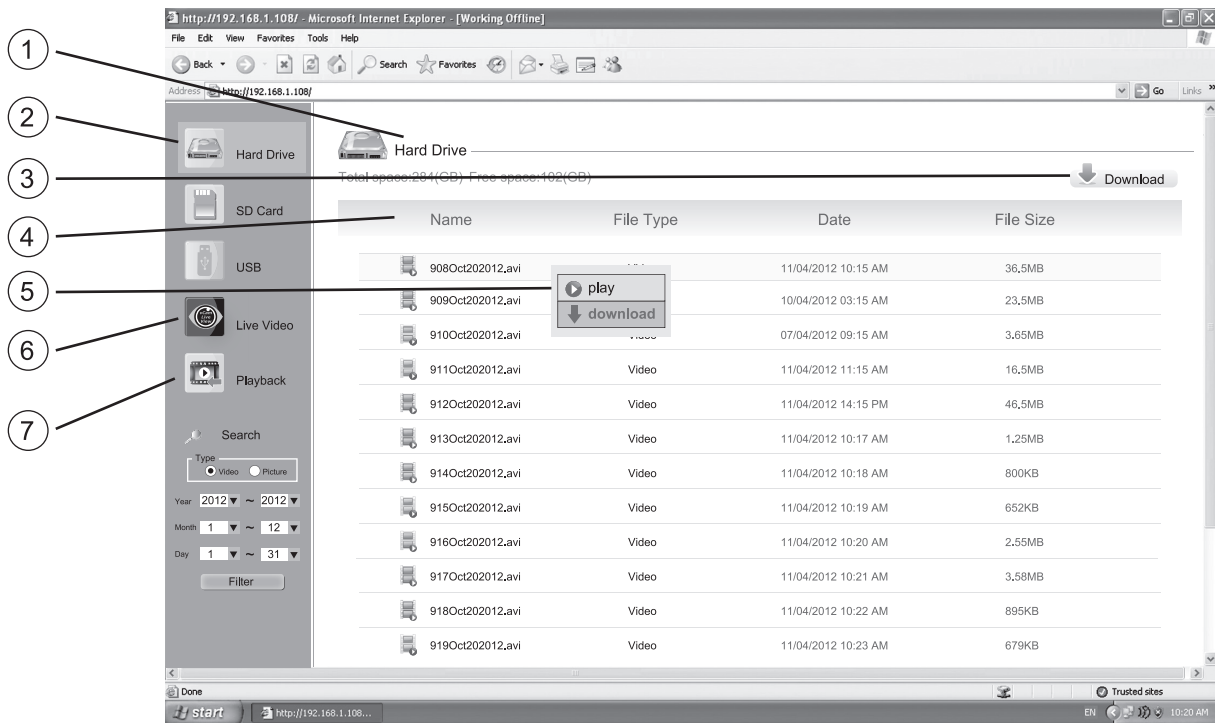 http://192.168.1.108/ - Microsoft Internet Explorer - [Working Offline]
File Edit View Favorites Tools Help
Back Search Favorites
Address http://192.168.1.108/ Go Links »
1
2
3
4
5
6
7
Hard Drive
SD Card
USB
Live Video
Playback
Search
Type
Video Picture
Year 2012 ~ 2012
Month 1 ~ 12
Day 1 ~ 31
Filter
Hard Drive
Total space:284(GB) Free space:182(GB)
Download
Name File Type Date File Size
908Oct202012.avi 11/04/2012 10:15 AM 36.5MB
909Oct202012.avi 10/04/2012 03:15 AM 23.5MB
910Oct202012.avi Video 07/04/2012 09:15 AM 3.65MB
911Oct202012.avi Video 11/04/2012 11:15 AM 16.5MB
912Oct202012.avi Video 11/04/2012 14:15 PM 46.5MB
913Oct202012.avi Video 11/04/2012 10:17 AM 1.25MB
914Oct202012.avi Video 11/04/2012 10:18 AM 800KB
915Oct202012.avi Video 11/04/2012 10:19 AM 652KB
916Oct202012.avi Video 11/04/2012 10:20 AM 2.55MB
917Oct202012.avi Video 11/04/2012 10:21 AM 3.58MB
918Oct202012.avi Video 11/04/2012 10:22 AM 895KB
919Oct202012.avi Video 11/04/2012 10:23 AM 679KB
play
download
Done Trusted sites
start http://192.168.1.108... EN 10:20 AM